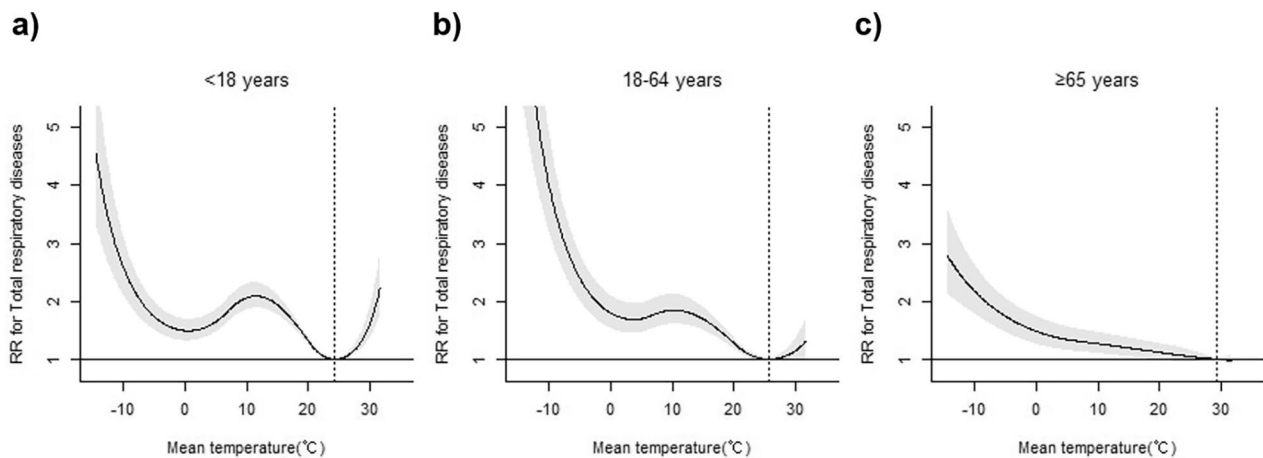 a)
<18 years
RR for Total respiratory diseases
5
4
3
2
1
-10 0 10 20 30
Mean temperature(℃)
b)
18-64 years
RR for Total respiratory diseases
5
4
3
2
1
-10 0 10 20 30
Mean temperature(℃)
c)
≥65 years
RR for Total respiratory diseases
5
4
3
2
1
-10 0 10 20 30
Mean temperature(℃)